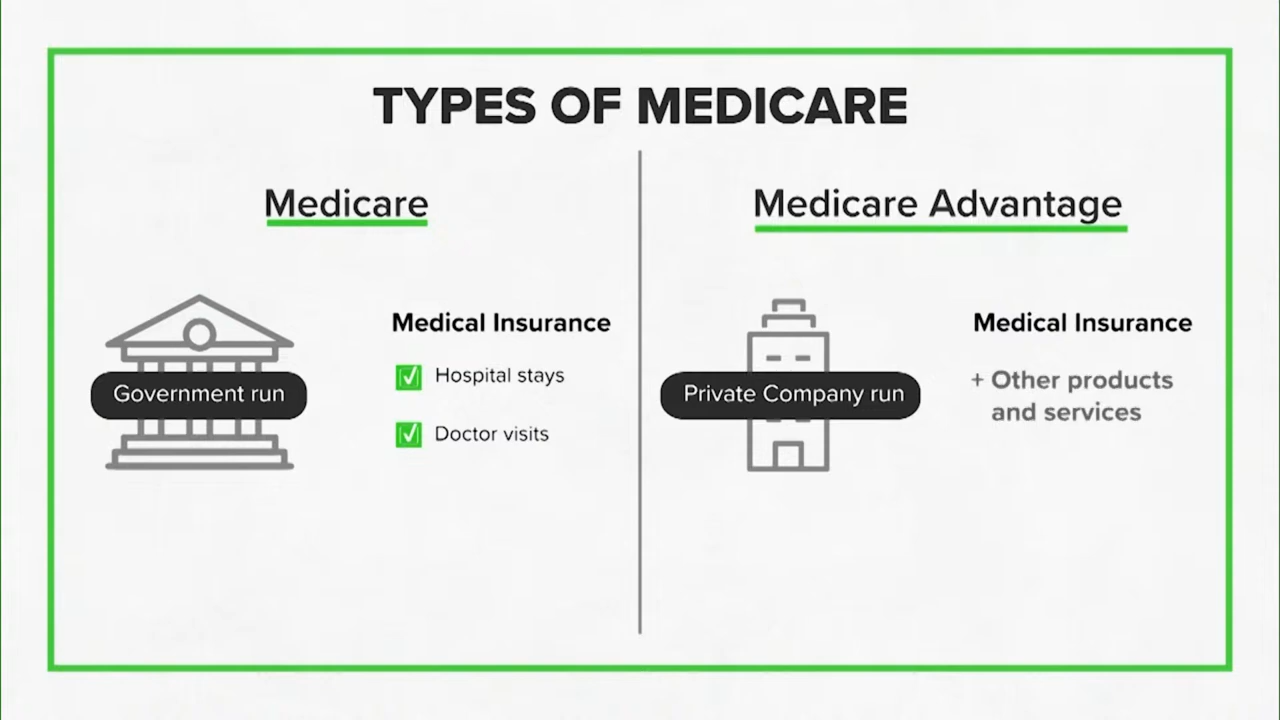 TYPES OF MEDICARE
Medicare
Government run
Medical Insurance
Hospital stays
Doctor visits
Medicare Advantage
Private Company run
Medical Insurance
+ Other products
and services